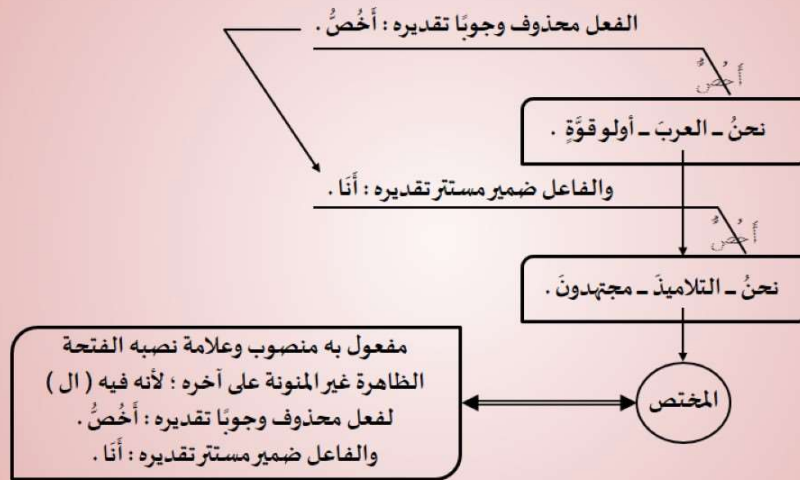 الفعل محذوف وجوبًا تقديره : أَخُصُّ .
أَخُصُّ
نحنُ ـ العربَ ـ أولو قوَّةٍ .
والفاعل ضمير مستتر تقديره : أَنَا .
أَخُصُّ
نحنُ ـ التلاميذَ ـ مجتهدونَ .
المختص
مفعول به منصوب وعلامة نصبه الفتحة
الظاهرة غير المنونة على آخره ؛ لأنه فيه ( ال )
لفعل محذوف وجوبًا تقديره : أَخُصُّ .
والفاعل ضمير مستتر تقديره : أَنَا .